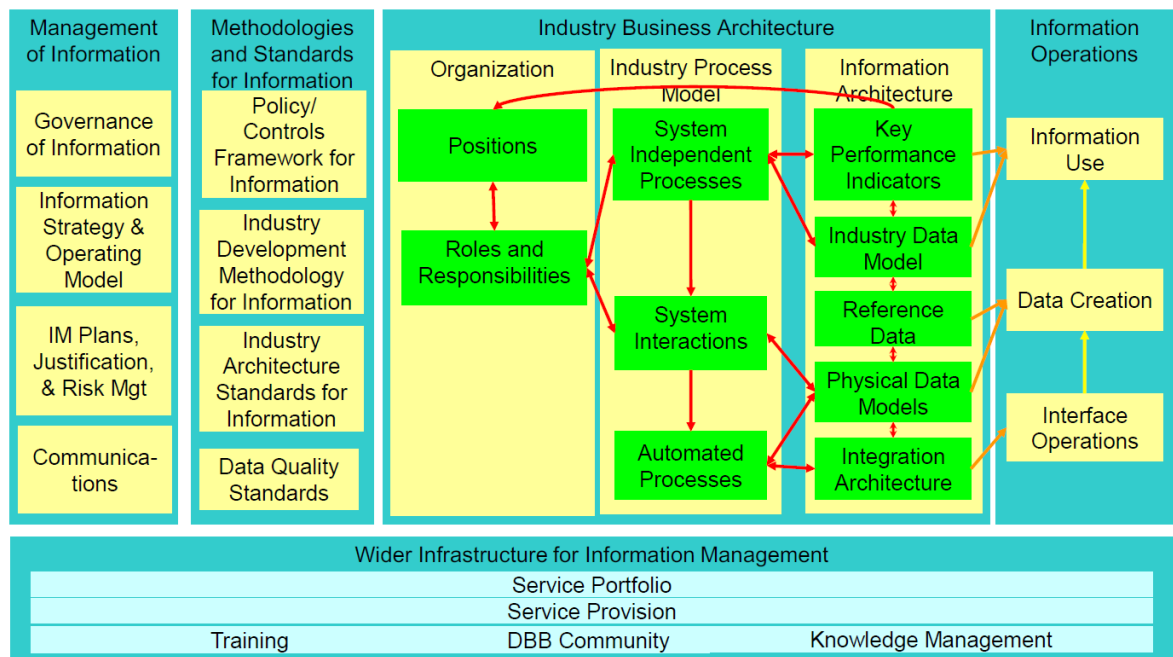 Management
of Information
Governance
of Information
Information
Strategy &
Operating
Model
IM Plans,
Justification,
& Risk Mgt
Communica-
tions
Methodologies
and Standards
for Information
Policy/
Controls
Framework for
Information
Industry
Development
Methodology
for Information
Industry
Architecture
Standards for
Information
Data Quality
Standards
Industry Business Architecture
Organization
Positions
Roles and
Responsibilities
Industry Process
Model
System
Independent
Processes
System
Interactions
Automated
Processes
Information
Architecture
Key
Performance
Indicators
Industry Data
Model
Reference
Data
Physical Data
Models
Integration
Architecture
Information
Operations
Information
Use
Data Creation
Interface
Operations
Wider Infrastructure for Information Management
Service Portfolio
Service Provision
Training
DBB Community
Knowledge Management